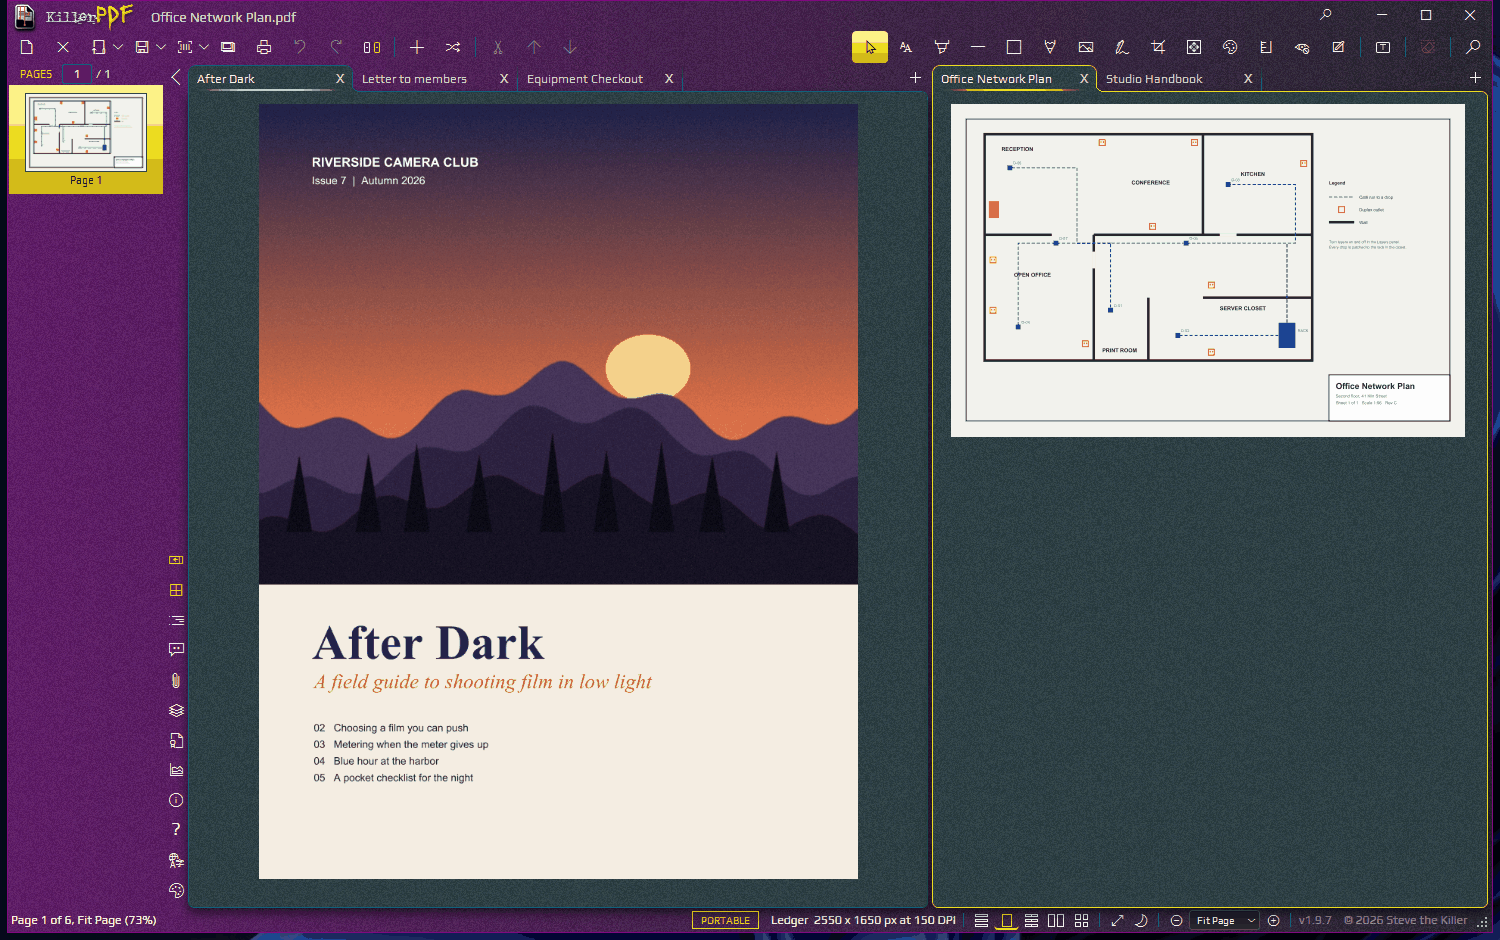 KillerPDF
Office Network Plan.pdf
PAGES 1 / 1
After Dark X
Letter to members X
Equipment Checkout X
Office Network Plan X
Studio Handbook X
Page 1
RIVERSIDE CAMERA CLUB
Issue 7 | Autumn 2026
After Dark
A field guide to shooting film in low light
02 Choosing a film you can push
03 Metering when the meter gives up
04 Blue hour at the harbor
05 A pocket checklist for the night
RECEPTION
CONFERENCE
KITCHEN
OPEN OFFICE
SERVER CLOSET
PRINT ROOM
Legend
Duplex outlet
Wall
Office Network Plan
Page 1 of 6, Fit Page (73%)
PORTABLE
Ledger 2550 x 1650 px at 150 DPI
Fit Page
v1.9.7
© 2026 Steve the Killer